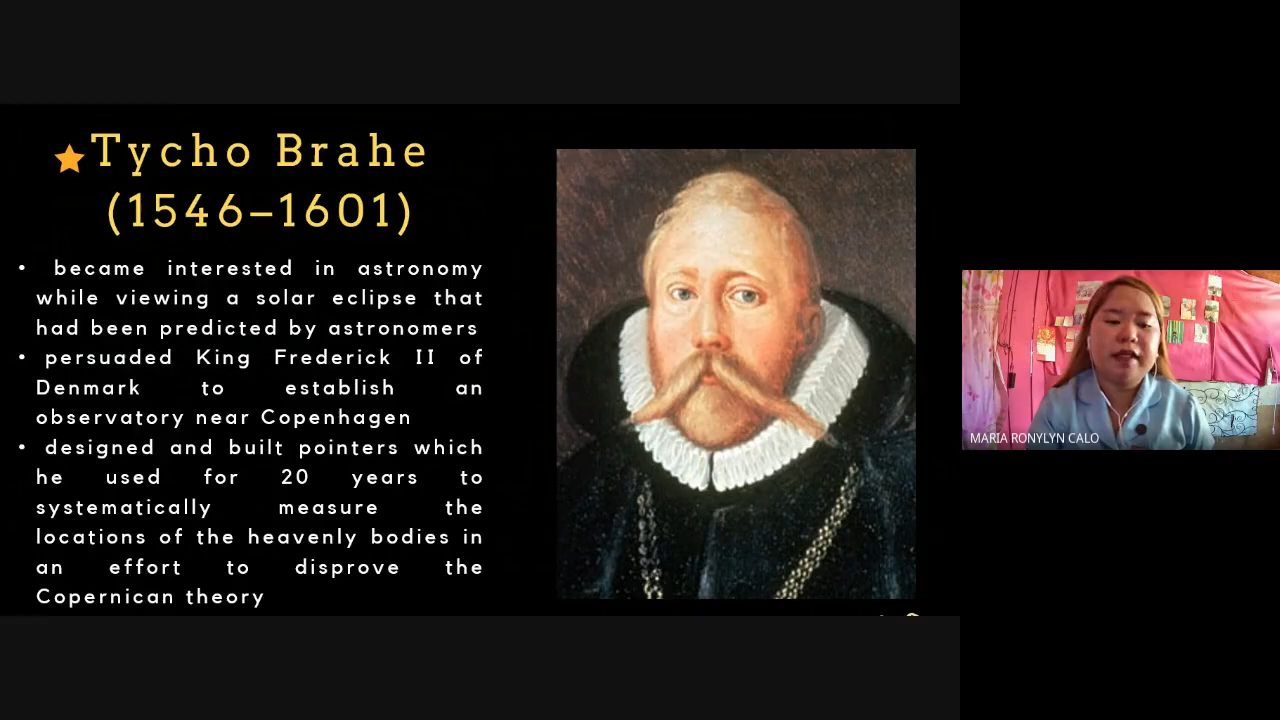 Tycho Brahe
(1546–1601)
• became interested in astronomy
while viewing a solar eclipse that
had been predicted by astronomers
• persuaded King Frederick II of
Denmark to establish an
observatory near Copenhagen
• designed and built pointers which
he used for 20 years to
systematically measure the
locations of the heavenly bodies in
an effort to disprove the
Copernican theory
MARIA RONYLYN CALO